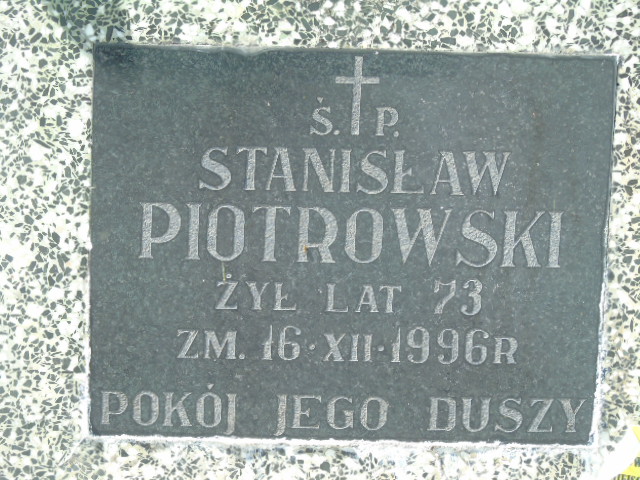 Ś. P.
STANISŁAW
PIOTROWSKI
ŻYŁ LAT 73
ZM. 16·XII·1996R
POKÓJ JEGO DUSZY